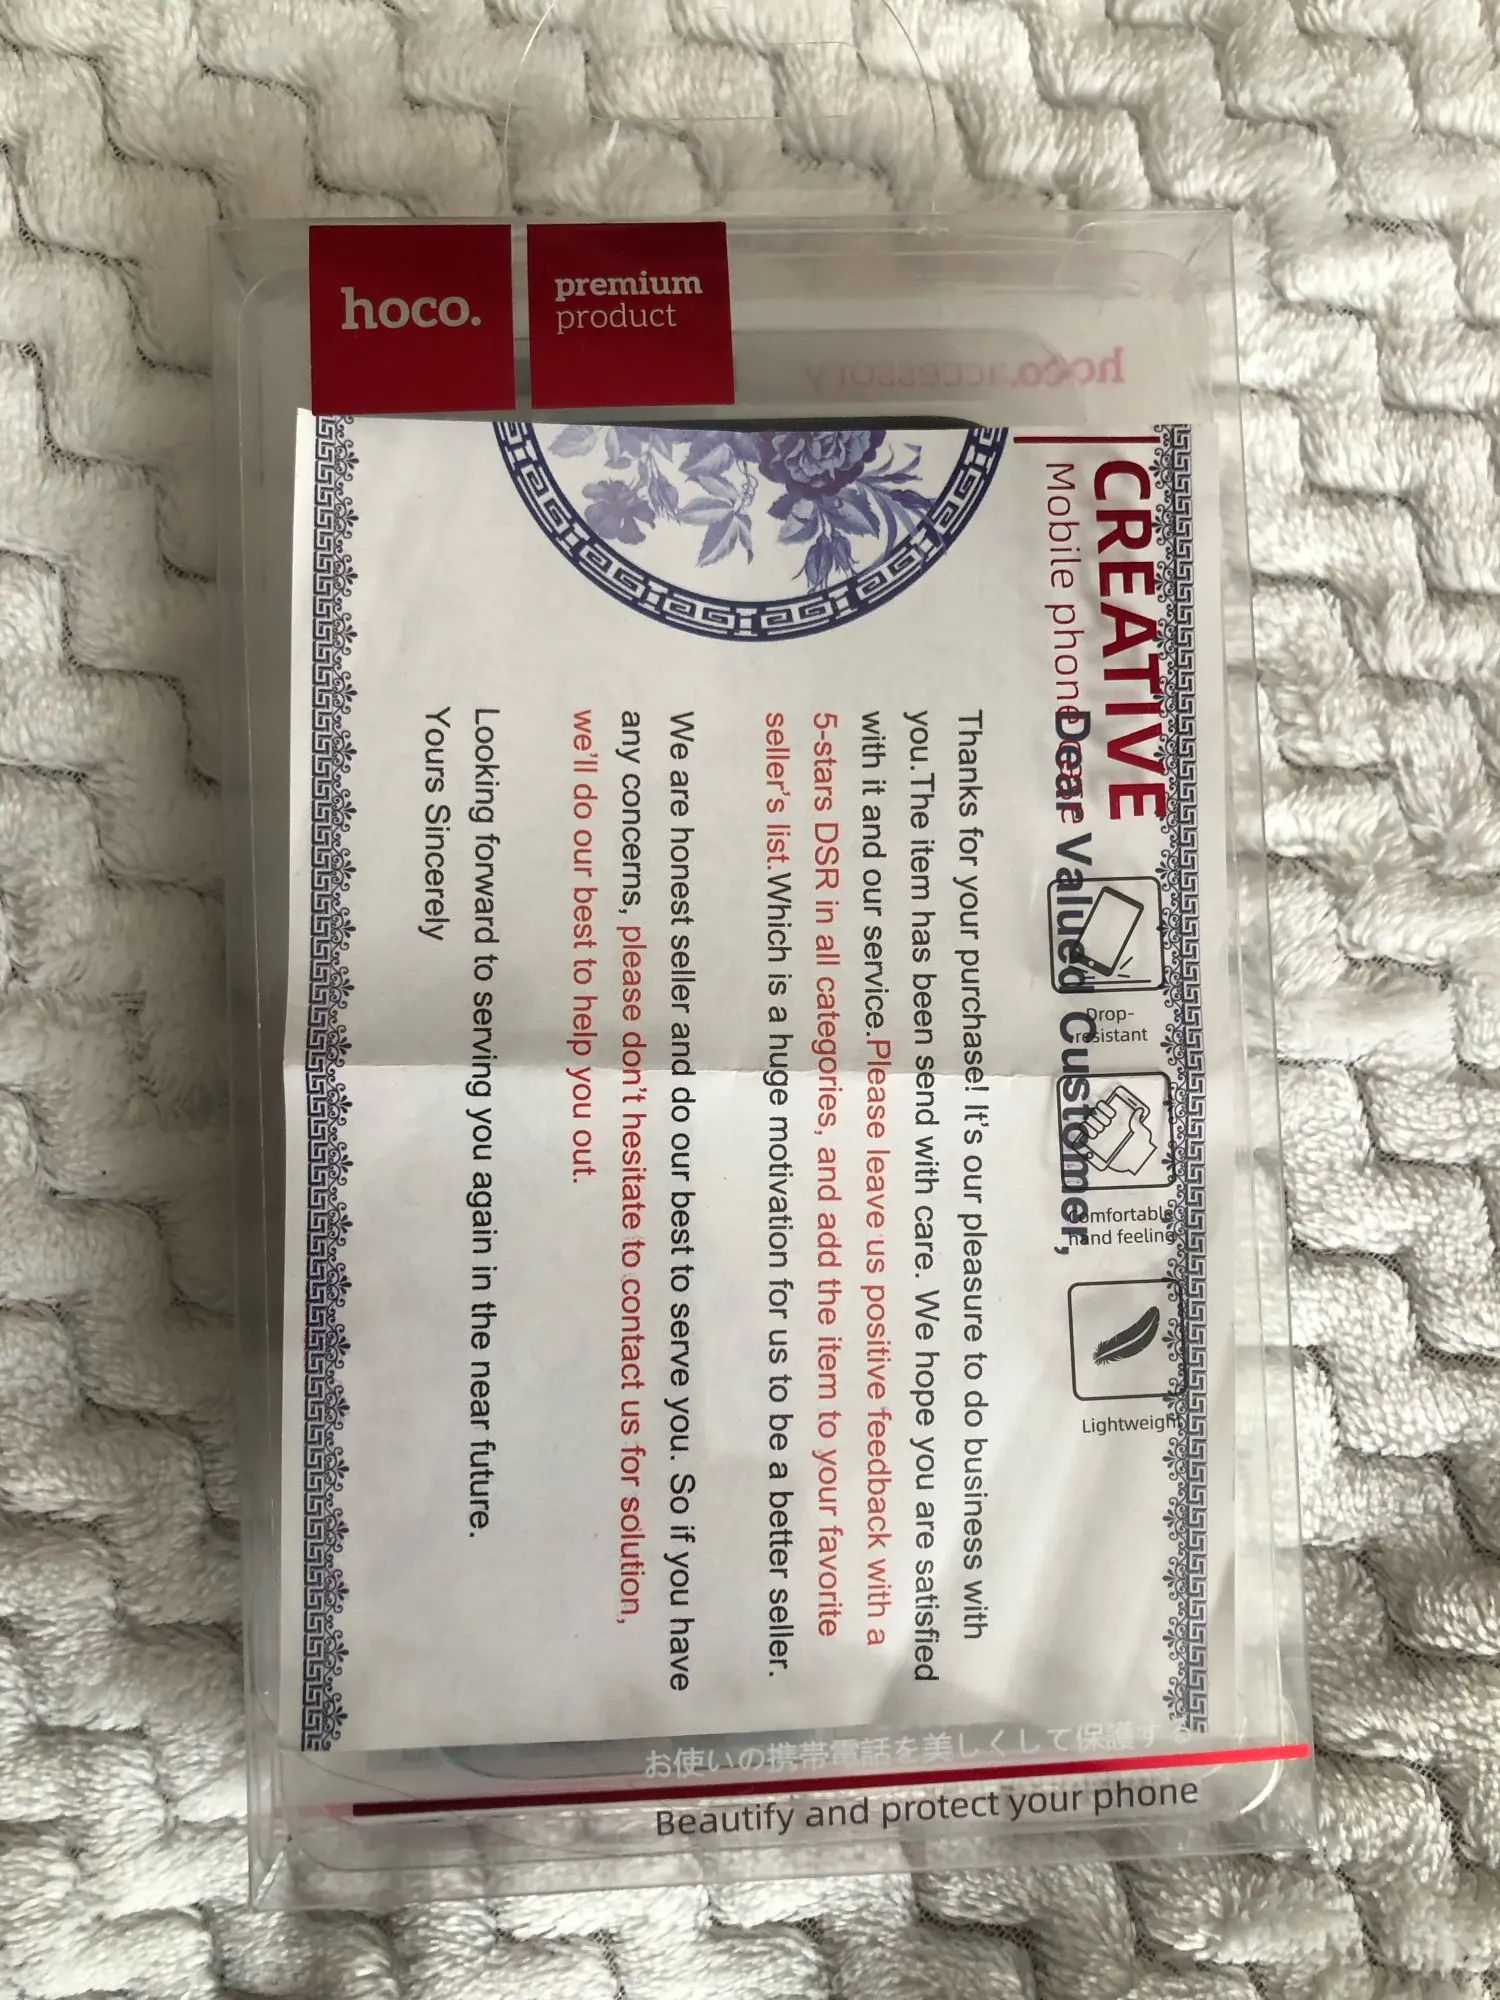 hoco.
premium
product
hoco.accessory
CREATIVE
Mobile phone case
Drop-
resistant
Comfortable
hand feeling
Lightweight
Dear Valued Customer,
Thanks for your purchase! It's our pleasure to do business with
you.The item has been send with care. We hope you are satisfied
with it and our service.Please leave us positive feedback with a
5-stars DSR in all categories, and add the item to your favorite
seller's list.Which is a huge motivation for us to be a better seller.
We are honest seller and do our best to serve you. So if you have
any concerns, please don't hesitate to contact us for solution,
we'll do our best to help you out.
Looking forward to serving you again in the near future.
Yours Sincerely
お使いの携帯電話を美しくして保護する
Beautify and protect your phone